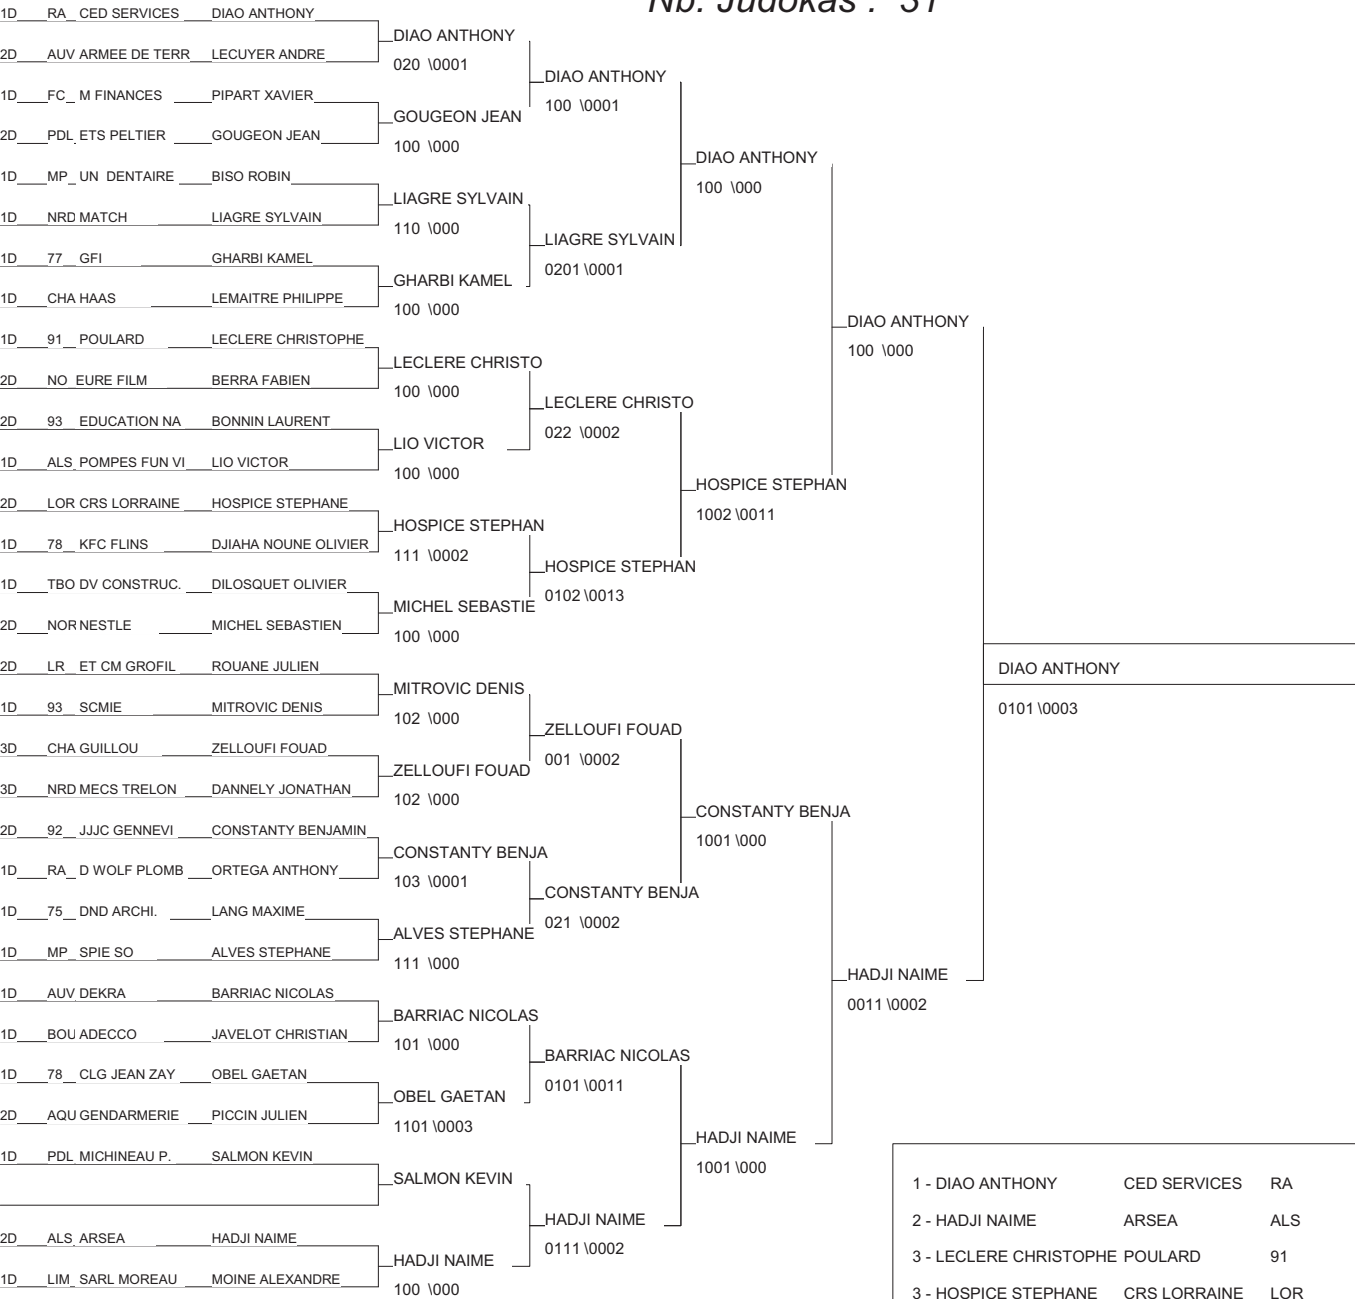 Nb. Judokas : 31
1D RA CED SERVICES DIAO ANTHONY
DIAO ANTHONY
2D AUV ARMEE DE TERR LECUYER ANDRE
020 \0001
DIAO ANTHONY
1D FC M FINANCES PIPART XAVIER
100 \0001
GOUGEON JEAN
2D PDL ETS PELTIER GOUGEON JEAN
100 \000
DIAO ANTHONY
1D MP UN DENTAIRE BISO ROBIN
100 \000
LIAGRE SYLVAIN
1D NRD MATCH LIAGRE SYLVAIN
110 \000
LIAGRE SYLVAIN
1D 77 GFI GHARBI KAMEL
0201 \0001
GHARBI KAMEL
1D CHA HAAS LEMAITRE PHILIPPE
100 \000
DIAO ANTHONY
1D 91 POULARD LECLERE CHRISTOPHE
100 \000
LECLERE CHRISTO
2D NO EURE FILM BERRA FABIEN
100 \000
LECLERE CHRISTO
2D 93 EDUCATION NA BONNIN LAURENT
022 \0002
LIO VICTOR
1D ALS POMPES FUN VI LIO VICTOR
100 \000
HOSPICE STEPHAN
2D LOR CRS LORRAINE HOSPICE STEPHANE
1002 \0011
HOSPICE STEPHAN
1D 78 KFC FLINS DJIAHA NOUNE OLIVIER
111 \0002
HOSPICE STEPHAN
1D TBO DV CONSTRUC. DILOSQUET OLIVIER
0102 \0013
MICHEL SEBASTIE
2D NOR NESTLE MICHEL SEBASTIEN
100 \000
2D LR ET CM GROFIL ROUANE JULIEN
DIAO ANTHONY
MITROVIC DENIS
1D 93 SCMIE MITROVIC DENIS
0101 \0003
102 \000
ZELLOUFI FOUAD
3D CHA GUILLOU ZELLOUFI FOUAD
001 \0002
ZELLOUFI FOUAD
3D NRD MECS TRELON DANNELY JONATHAN
102 \000
CONSTANTY BENJA
2D 92 JJJC GENNEVI CONSTANTY BENJAMIN
1001 \000
CONSTANTY BENJA
1D RA D WOLF PLOMB ORTEGA ANTHONY
103 \0001
CONSTANTY BENJA
1D 75 DND ARCHI. LANG MAXIME
021 \0002
ALVES STEPHANE
1D MP SPIE SO ALVES STEPHANE
111 \000
HADJI NAIME
1D AUV DEKRA BARRIAC NICOLAS
0011 \0002
BARRIAC NICOLAS
1D BOU ADECCO JAVELOT CHRISTIAN
101 \000
BARRIAC NICOLAS
1D 78 CLG JEAN ZAY OBEL GAETAN
0101 \0011
OBEL GAETAN
2D AQU GENDARMERIE PICCIN JULIEN
1101 \0003
HADJI NAIME
1D PDL MICHINEAU P. SALMON KEVIN
1001 \000
SALMON KEVIN
1 - DIAO ANTHONY CED SERVICES RA
HADJI NAIME
2 - HADJI NAIME ARSEA ALS
2D ALS ARSEA HADJI NAIME
0111 \0002
3 - LECLERE CHRISTOPHE POULARD 91
HADJI NAIME
1D LIM SARL MOREAU MOINE ALEXANDRE
100 \000
3 - HOSPICE STEPHANE CRS LORRAINE LOR